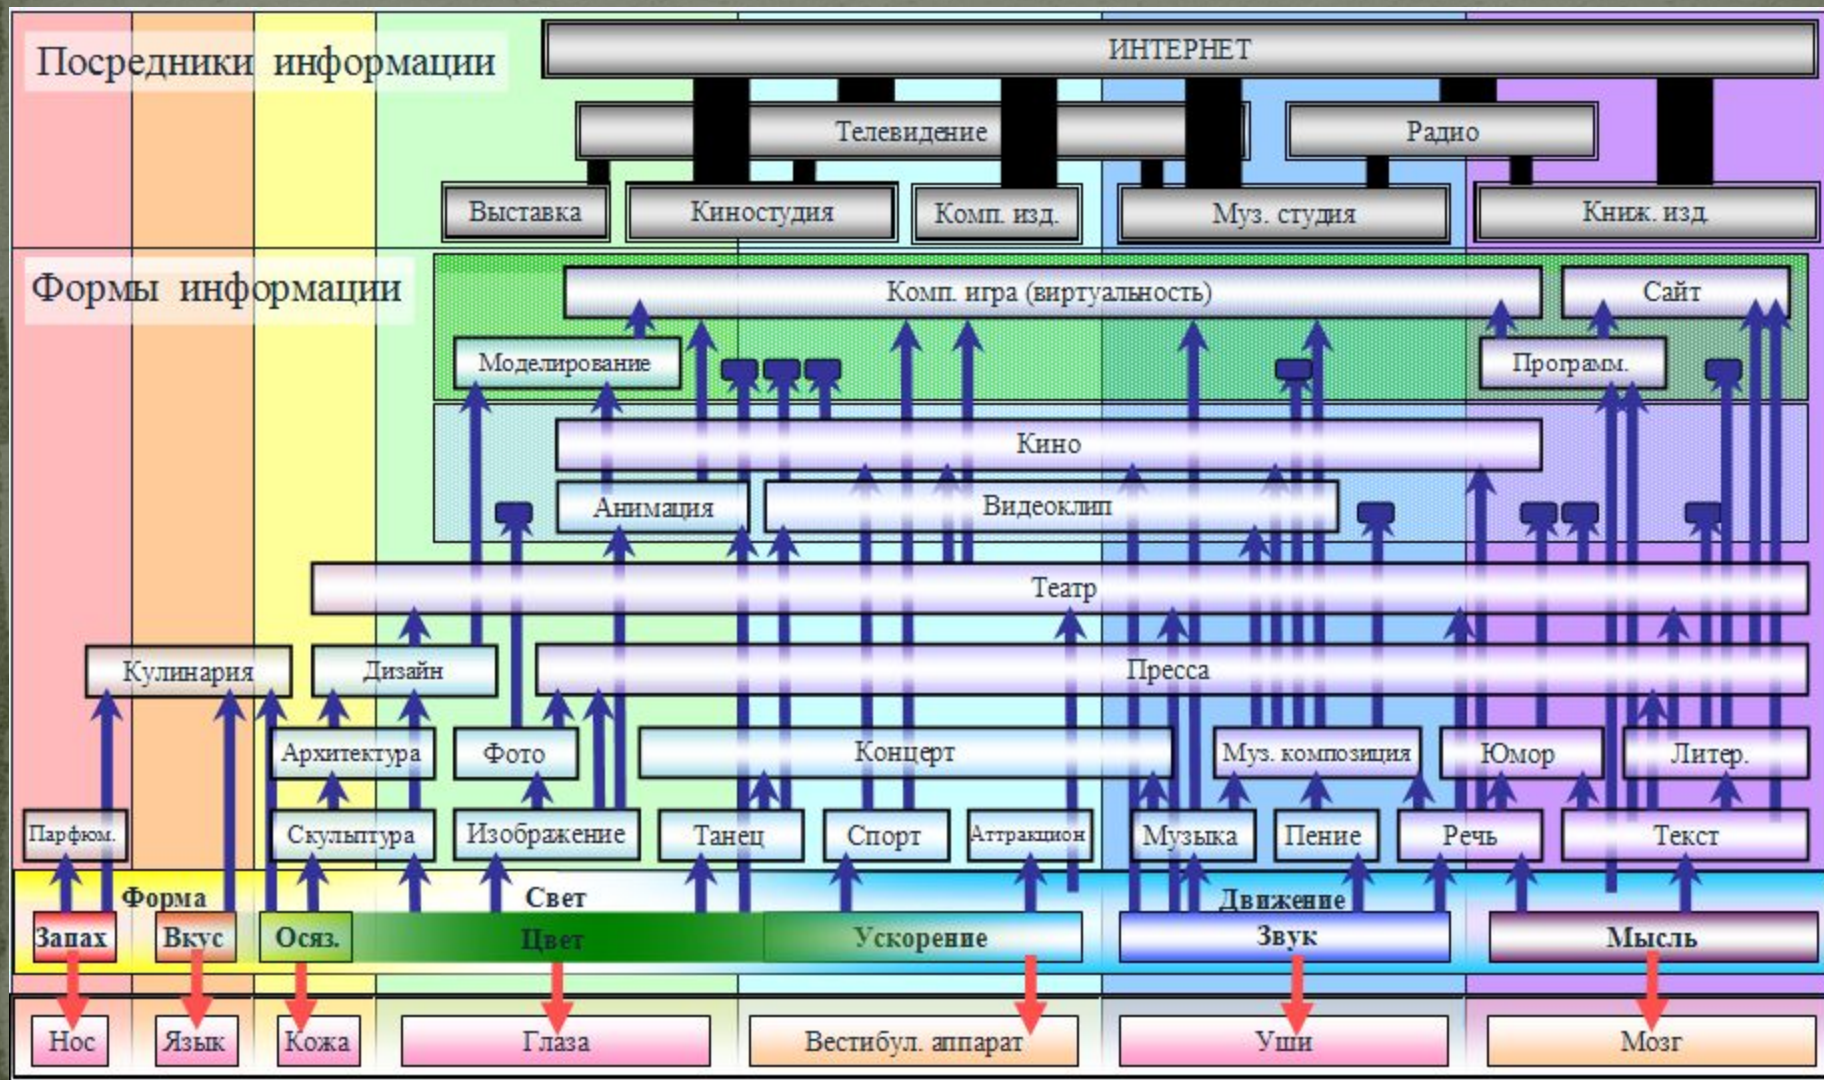 Посредники информации
ИНТЕРНЕТ
Телевидение
Радио
Выставка
Киностудия
Комп. изд.
Муз. студия
Книж. изд.
Формы информации
Комп. игра (виртуальность)
Сайт
Моделирование
Программ.
Кино
Анимация
Видеоклип
Театр
Кулинария
Дизайн
Пресса
Архитектура
Фото
Концерт
Муз. композиция
Юмор
Литер.
Парфюм.
Скульптура
Изображение
Танец
Спорт
Аттракцион
Музыка
Пение
Речь
Текст
Форма
Свет
Движение
Запах
Вкус
Осяз.
Цвет
Ускорение
Звук
Мысль
Нос
Язык
Кожа
Глаза
Вестибул. аппарат
Уши
Мозг